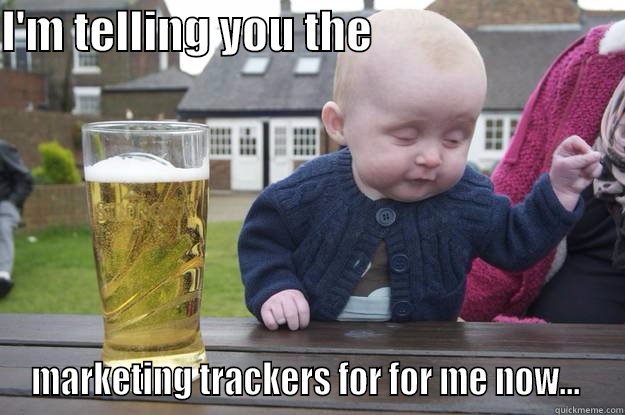 I'm telling you the
marketing trackers for for me now...
quickmeme.com